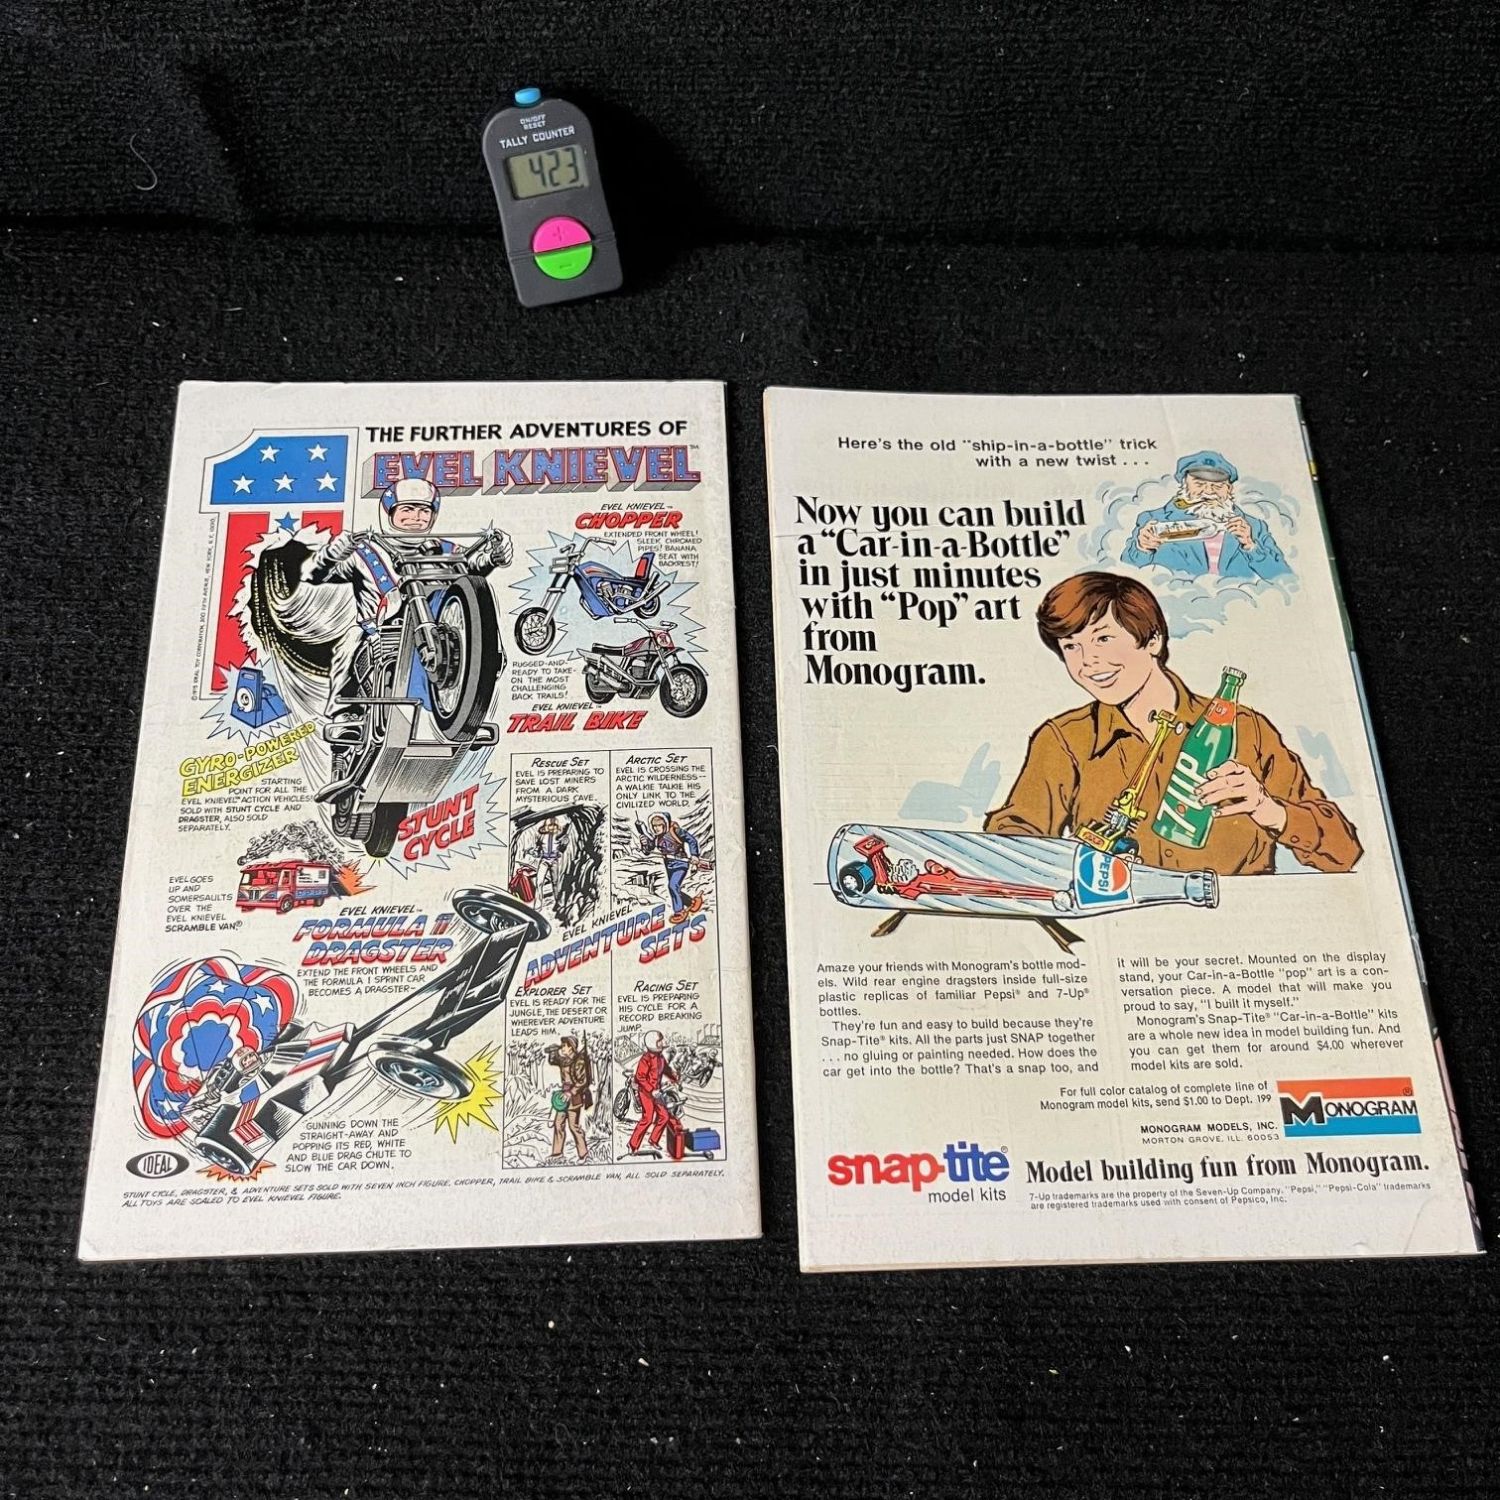 ON/OFF
RESET
TALLY COUNTER
423
+
−
THE FURTHER ADVENTURES OF
EVEL KNIEVEL™
EVEL KNIEVEL™
CHOPPER
EXTENDED FRONT WHEEL!
SLEEK, CHROMED
PIPES! BANANA
SEAT WITH
BACKREST!
RUGGED-AND-
READY TO TAKE
ON THE MOST
CHALLENGING
BACK TRAILS!
EVEL KNIEVEL™
TRAIL BIKE
GYRO-POWERED
ENERGIZER
STARTING
POINT FOR ALL THE
EVEL KNIEVEL™ ACTION VEHICLES!
SOLD WITH STUNT CYCLE AND
DRAGSTER, ALSO SOLD
SEPARATELY.
STUNT
CYCLE
EVEL GOES
UP AND
SOMERSAULTS
OVER THE
EVEL KNIEVEL
SCRAMBLE VAN®
EVEL KNIEVEL™
FORMULA 1
DRAGSTER
EXTEND THE FRONT WHEELS AND
THE FORMULA 1 SPRINT CAR
BECOMES A DRAGSTER—
RESCUE SET
EVEL IS PREPARING TO
SAVE LOST MINERS
FROM A DARK
MYSTERIOUS CAVE.
ARCTIC SET
EVEL IS CROSSING THE
ARCTIC WILDERNESS--
A WALKIE TALKIE HIS
ONLY LINK TO THE
CIVILIZED WORLD.
EVEL KNIEVEL™
ADVENTURE
SETS
EXPLORER SET
EVEL IS READY FOR THE
JUNGLE, THE DESERT OR
WHEREVER ADVENTURE
LEADS HIM.
RACING SET
EVEL IS PREPARING
HIS CYCLE FOR A
RECORD BREAKING
JUMP.
GUNNING DOWN THE
STRAIGHT-AWAY AND
POPPING ITS RED, WHITE
AND BLUE DRAG CHUTE TO
SLOW THE CAR DOWN.
IDEAL
STUNT CYCLE, DRAGSTER, & ADVENTURE SETS SOLD WITH SEVEN INCH FIGURE. CHOPPER, TRAIL BIKE & SCRAMBLE VAN, ALL SOLD SEPARATELY.
ALL TOYS ARE SCALED TO EVEL KNIEVEL FIGURE.
Here's the old "ship-in-a-bottle" trick
with a new twist . . .
Now you can build
a "Car-in-a-Bottle"
in just minutes
with "Pop" art
from
Monogram.
7up
7UP
PEPSI
Amaze your friends with Monogram's bottle mod-
els. Wild rear engine dragsters inside full-size
plastic replicas of familiar Pepsi® and 7-Up®
bottles.
They're fun and easy to build because they're
Snap-Tite® kits. All the parts just SNAP together
. . . no gluing or painting needed. How does the
car get into the bottle? That's a snap too, and
it will be your secret. Mounted on the display
stand, your Car-in-a-Bottle "pop" art is a con-
versation piece. A model that will make you
proud to say, "I built it myself."
Monogram's Snap-Tite® "Car-in-a-Bottle" kits
are a whole new idea in model building fun. And
you can get them for around $4.00 wherever
model kits are sold.
For full color catalog of complete line of
Monogram model kits, send $1.00 to Dept. 199
MONOGRAM MODELS, INC.
MORTON GROVE, ILL. 60053
MONOGRAM®
snap-tite®
model kits
Model building fun from Monogram.
7-Up trademarks are the property of the Seven-Up Company. "Pepsi," "Pepsi-Cola" trademarks
are registered trademarks used with consent of Pepsico, Inc.